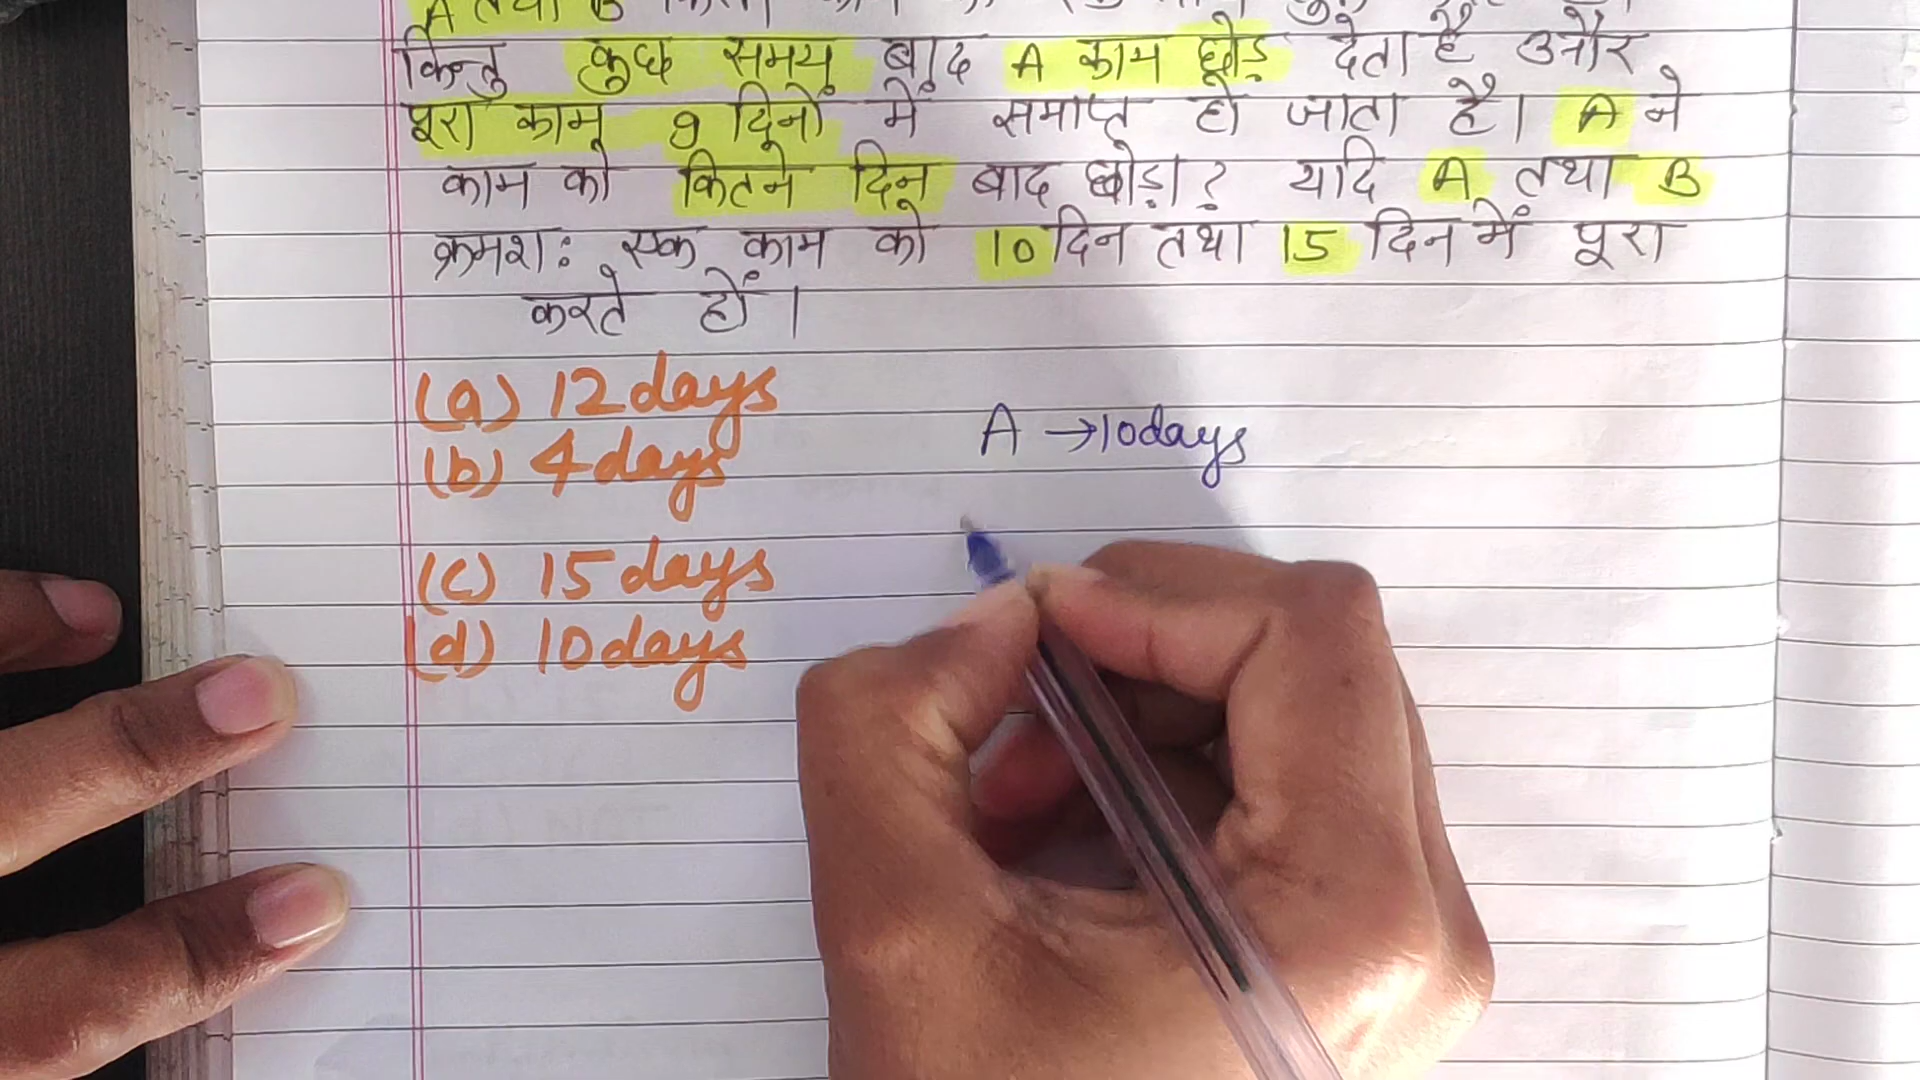 A तथा B किसी काम को
किन्तु कुछ समय बाद A काम छोड़ देता है और
पूरा काम 9 दिनों में समाप्त हो जाता है। A ने
काम को कितने दिन बाद छोड़ा? यदि A तथा B
क्रमश: एक काम को 10 दिन तथा 15 दिन में पूरा
करते हों।
(a) 12 days
A → 10 days
(b) 4 days
(c) 15 days
(d) 10 days